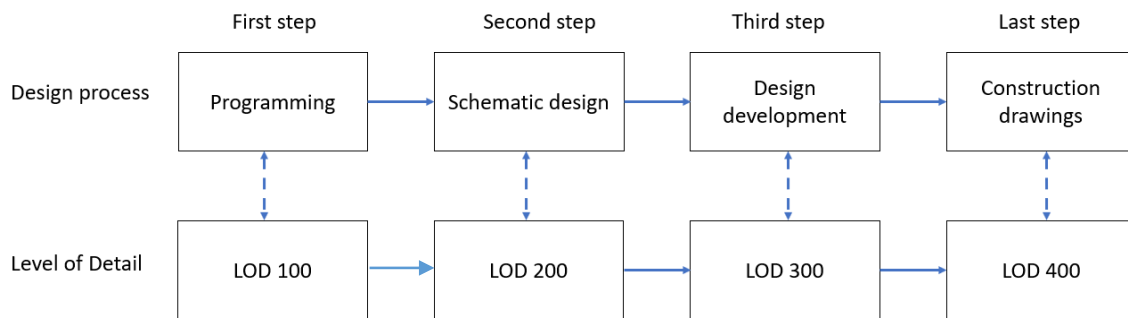 First step
Second step
Third step
Last step
Design process
Programming
Schematic design
Design
development
Construction
drawings
Level of Detail
LOD 100
LOD 200
LOD 300
LOD 400